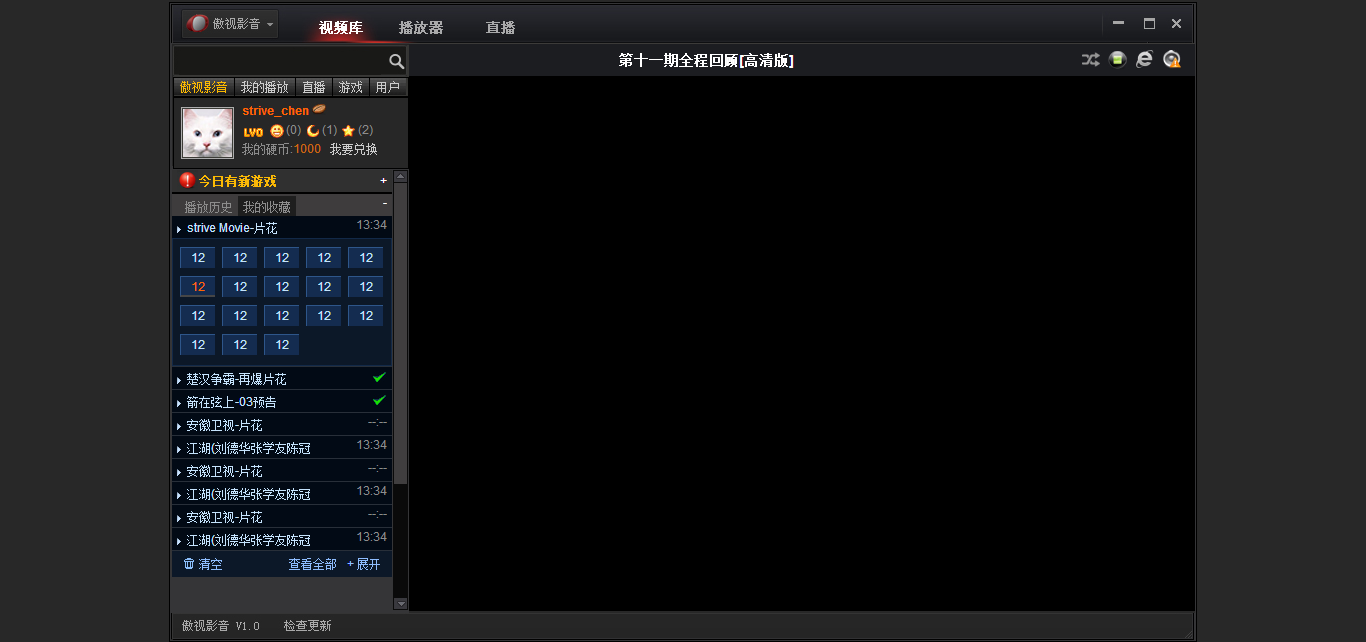 傲视影音 视频库 播放器 直播
第十一期全程回顾[高清版]
傲视影音 我的播放 直播 游戏 用户
strive_chen
LV0 (0) (1) (2)
我的硬币:1000 我要兑换
今日有新游戏 +
播放历史 我的收藏 -
strive Movie-片花 13:34
12 12 12 12 12
12 12 12 12 12
12 12 12 12 12
12 12 12
楚汉争霸-再爆片花
箭在弦上-03预告
安徽卫视-片花 --:--
江湖(刘德华张学友陈冠 13:34
安徽卫视-片花 --:--
江湖(刘德华张学友陈冠 13:34
安徽卫视-片花 --:--
江湖(刘德华张学友陈冠 13:34
清空 查看全部 +展开
傲视影音 V1.0 检查更新